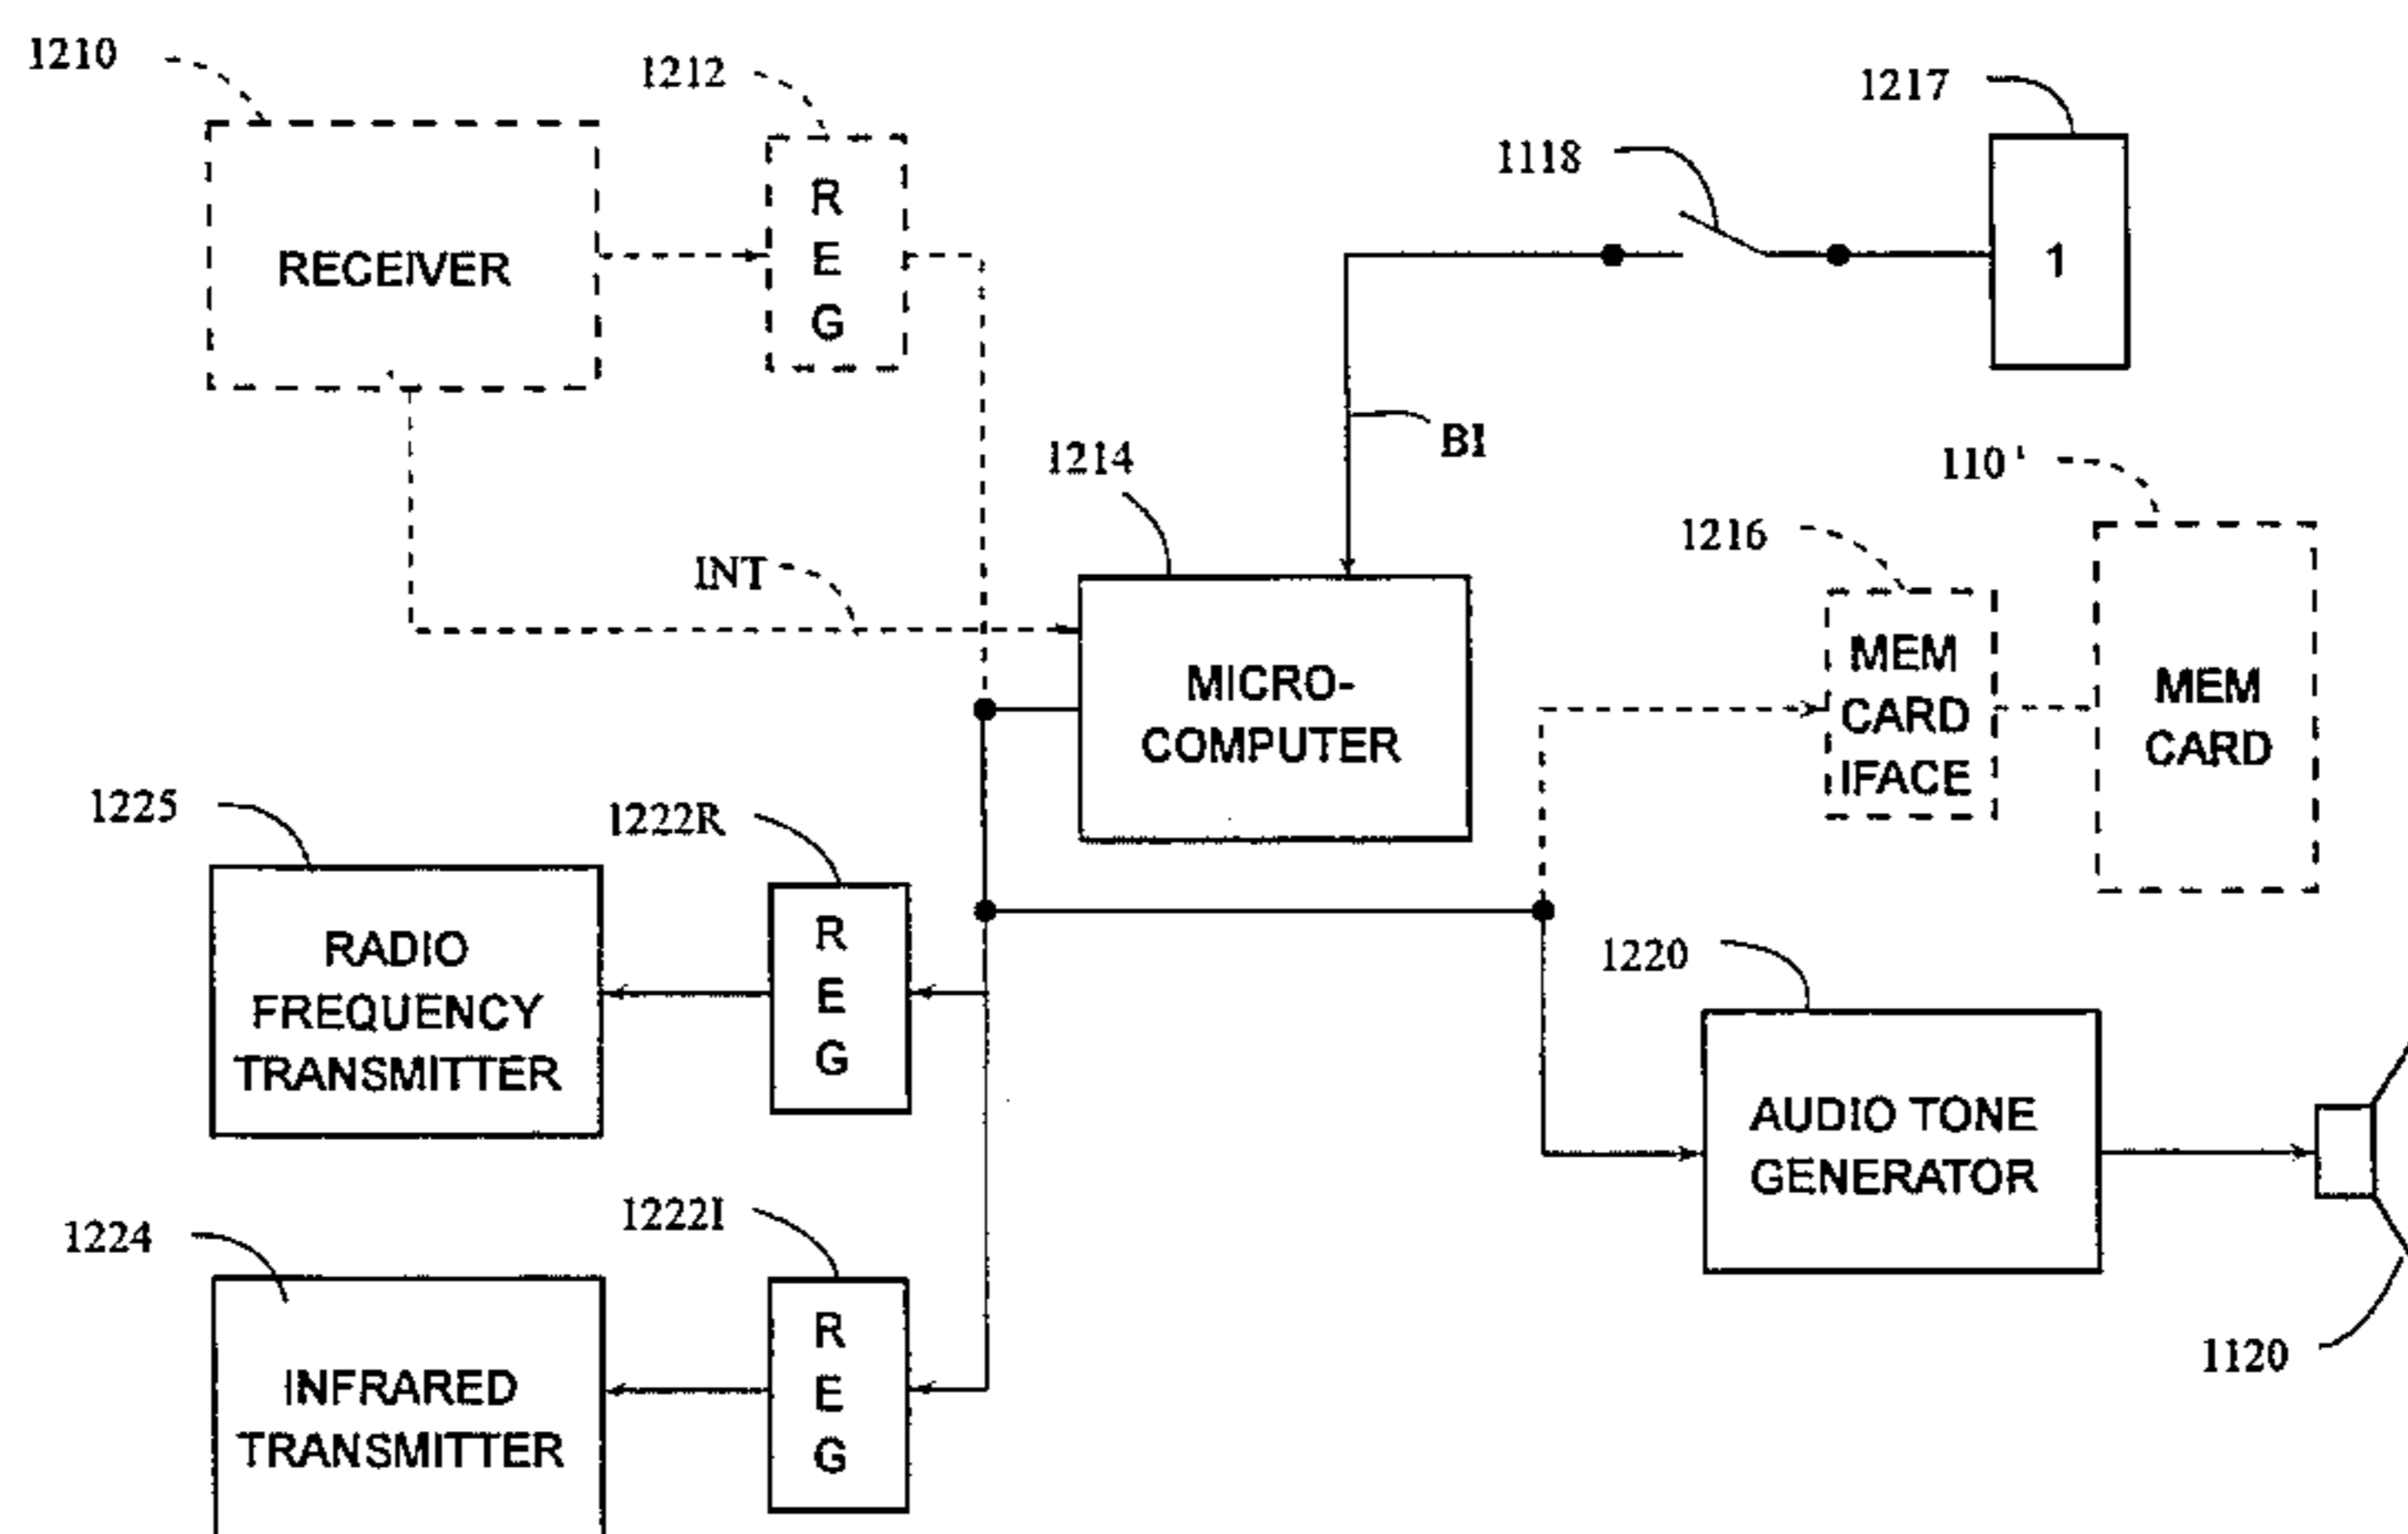 1210
1212
1217
1118
R
E
G
RECEIVER
1
BI
1214
110'
1216
INT
MEM
CARD
IFACE
MEM
CARD
MICRO-
COMPUTER
1225
1222R
RADIO
FREQUENCY
TRANSMITTER
R
E
G
1220
AUDIO TONE
GENERATOR
1224
1222I
R
E
G
INFRARED
TRANSMITTER
1120